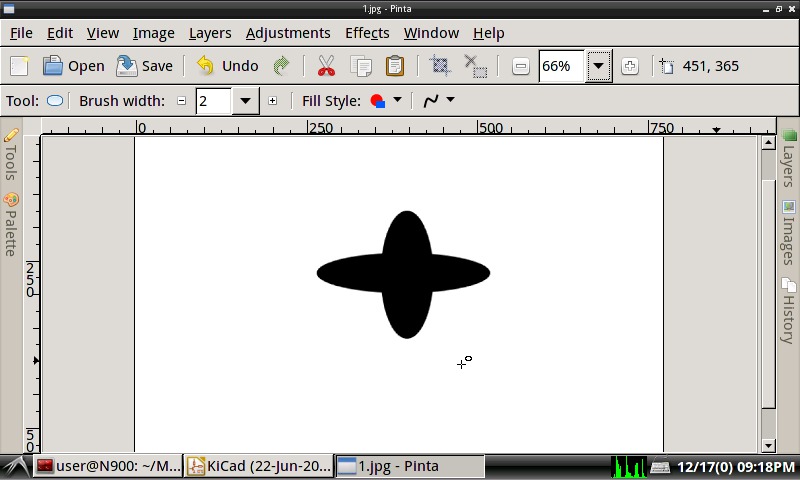 1.jpg - Pinta
File Edit View Image Layers Adjustments Effects Window Help
Open Save Undo 66% 451, 365
Tool: Brush width: 2 Fill Style:
0 250 500 750
Tools
Palette
250
50
Layers
Images
History
user@N900: ~/M... KiCad (22-Jun-20... 1.jpg - Pinta 12/17(0) 09:18PM